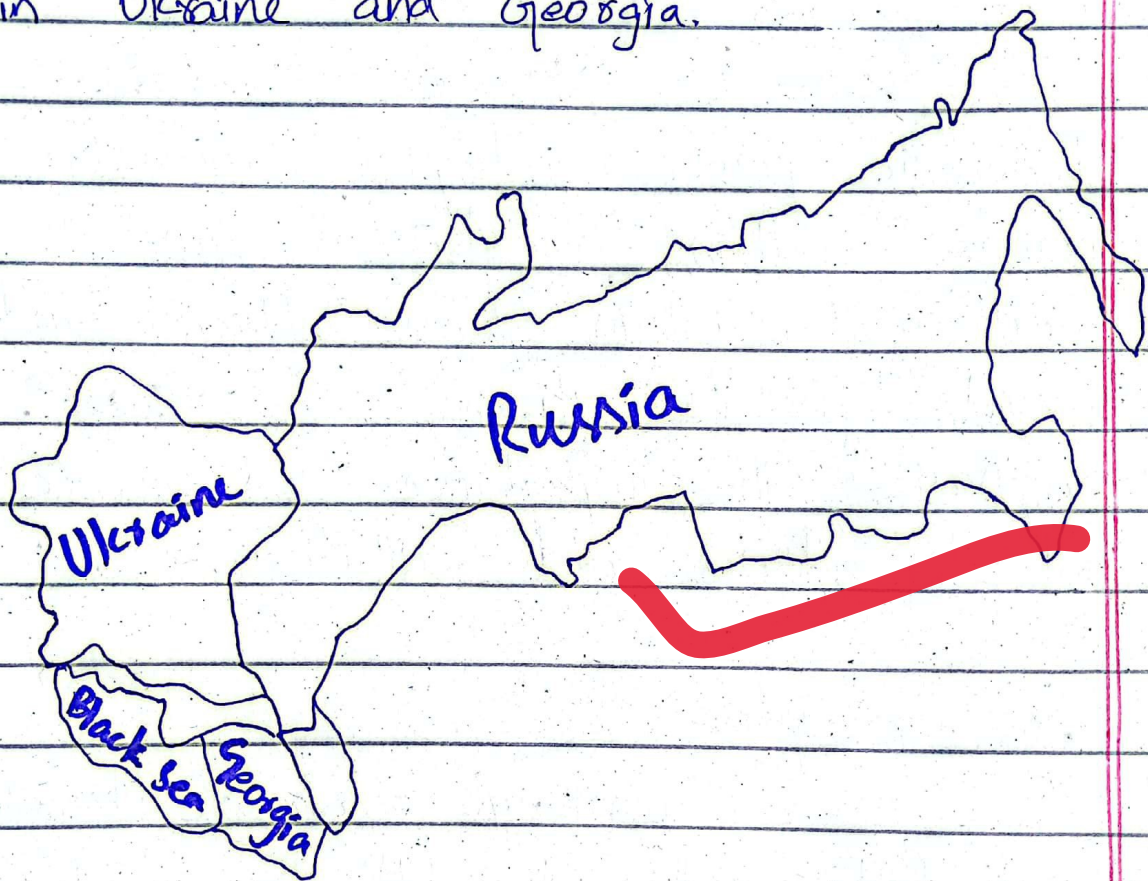 in Ukraine and Georgia.
Russia
Ukraine
Black sea
Georgia